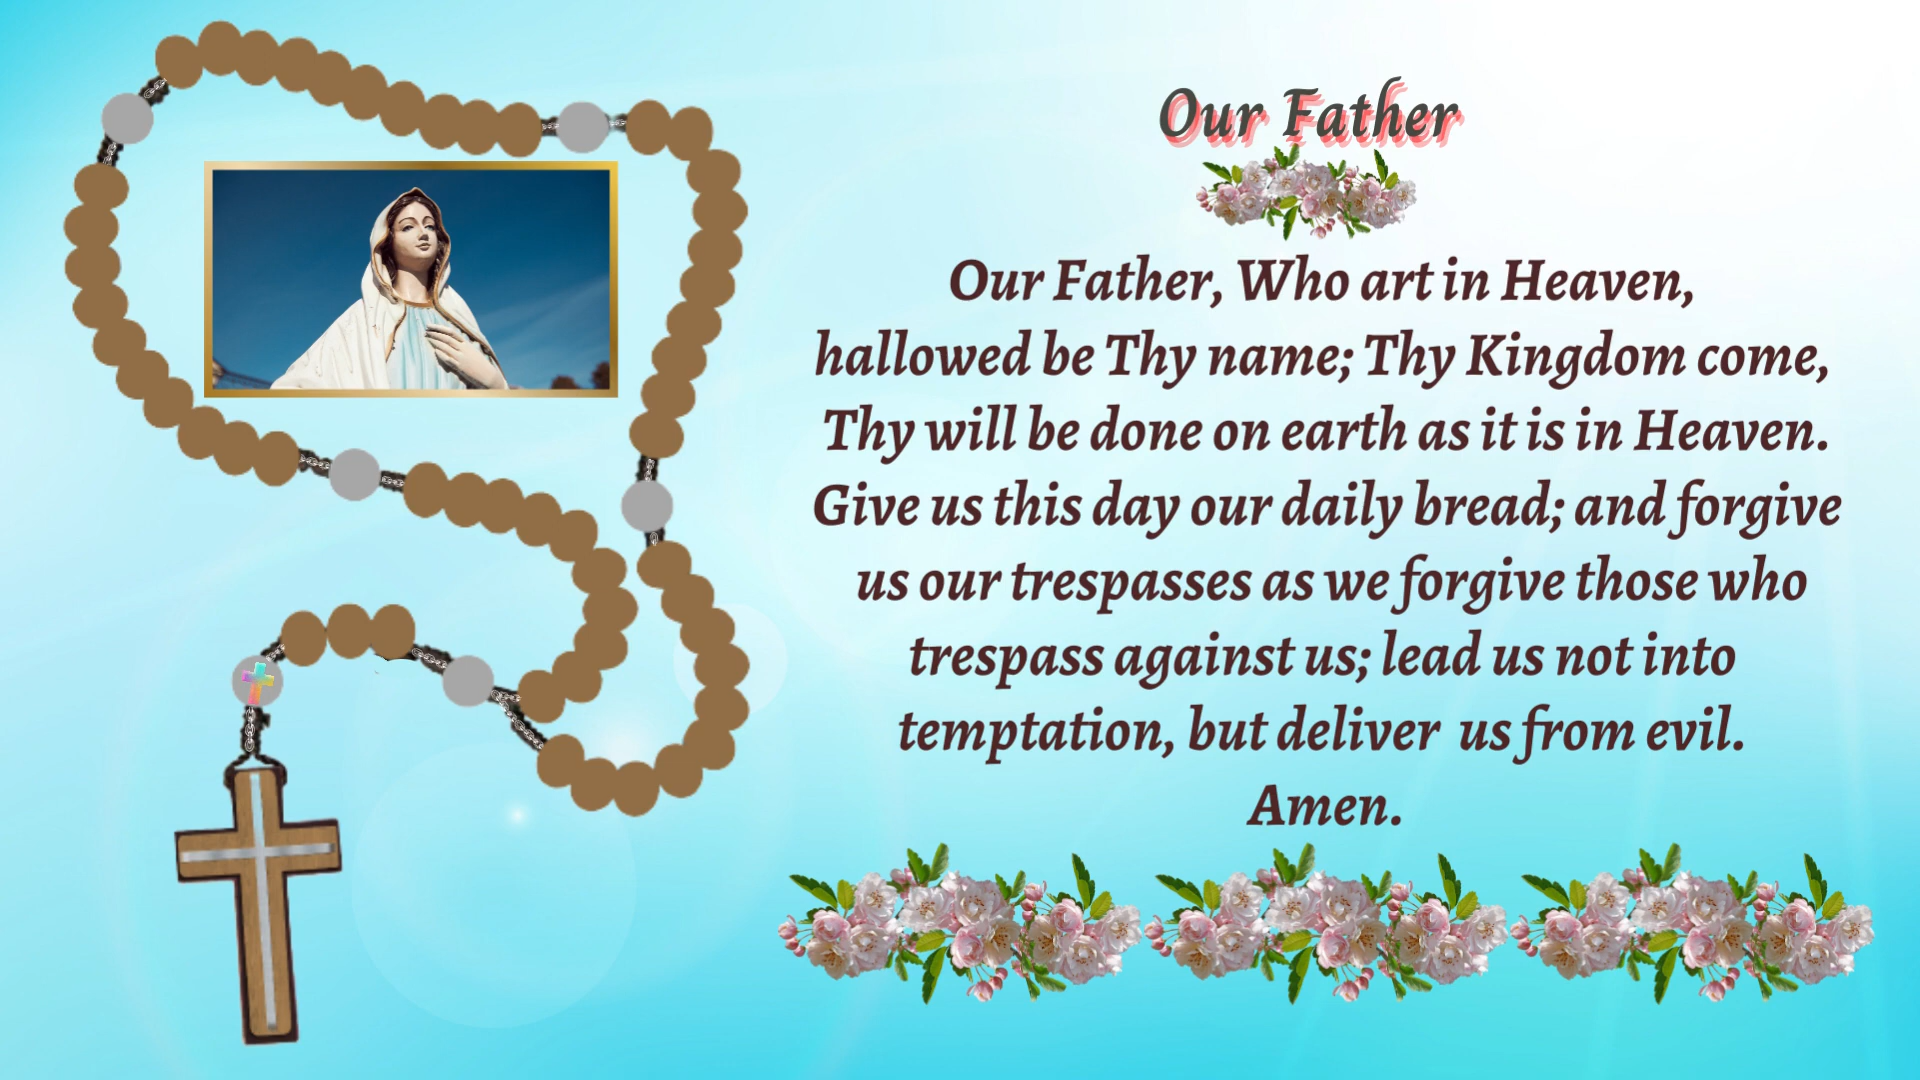 Our Father
Our Father, Who art in Heaven,
hallowed be Thy name; Thy Kingdom come,
Thy will be done on earth as it is in Heaven.
Give us this day our daily bread; and forgive
us our trespasses as we forgive those who
trespass against us; lead us not into
temptation, but deliver  us from evil.
Amen.